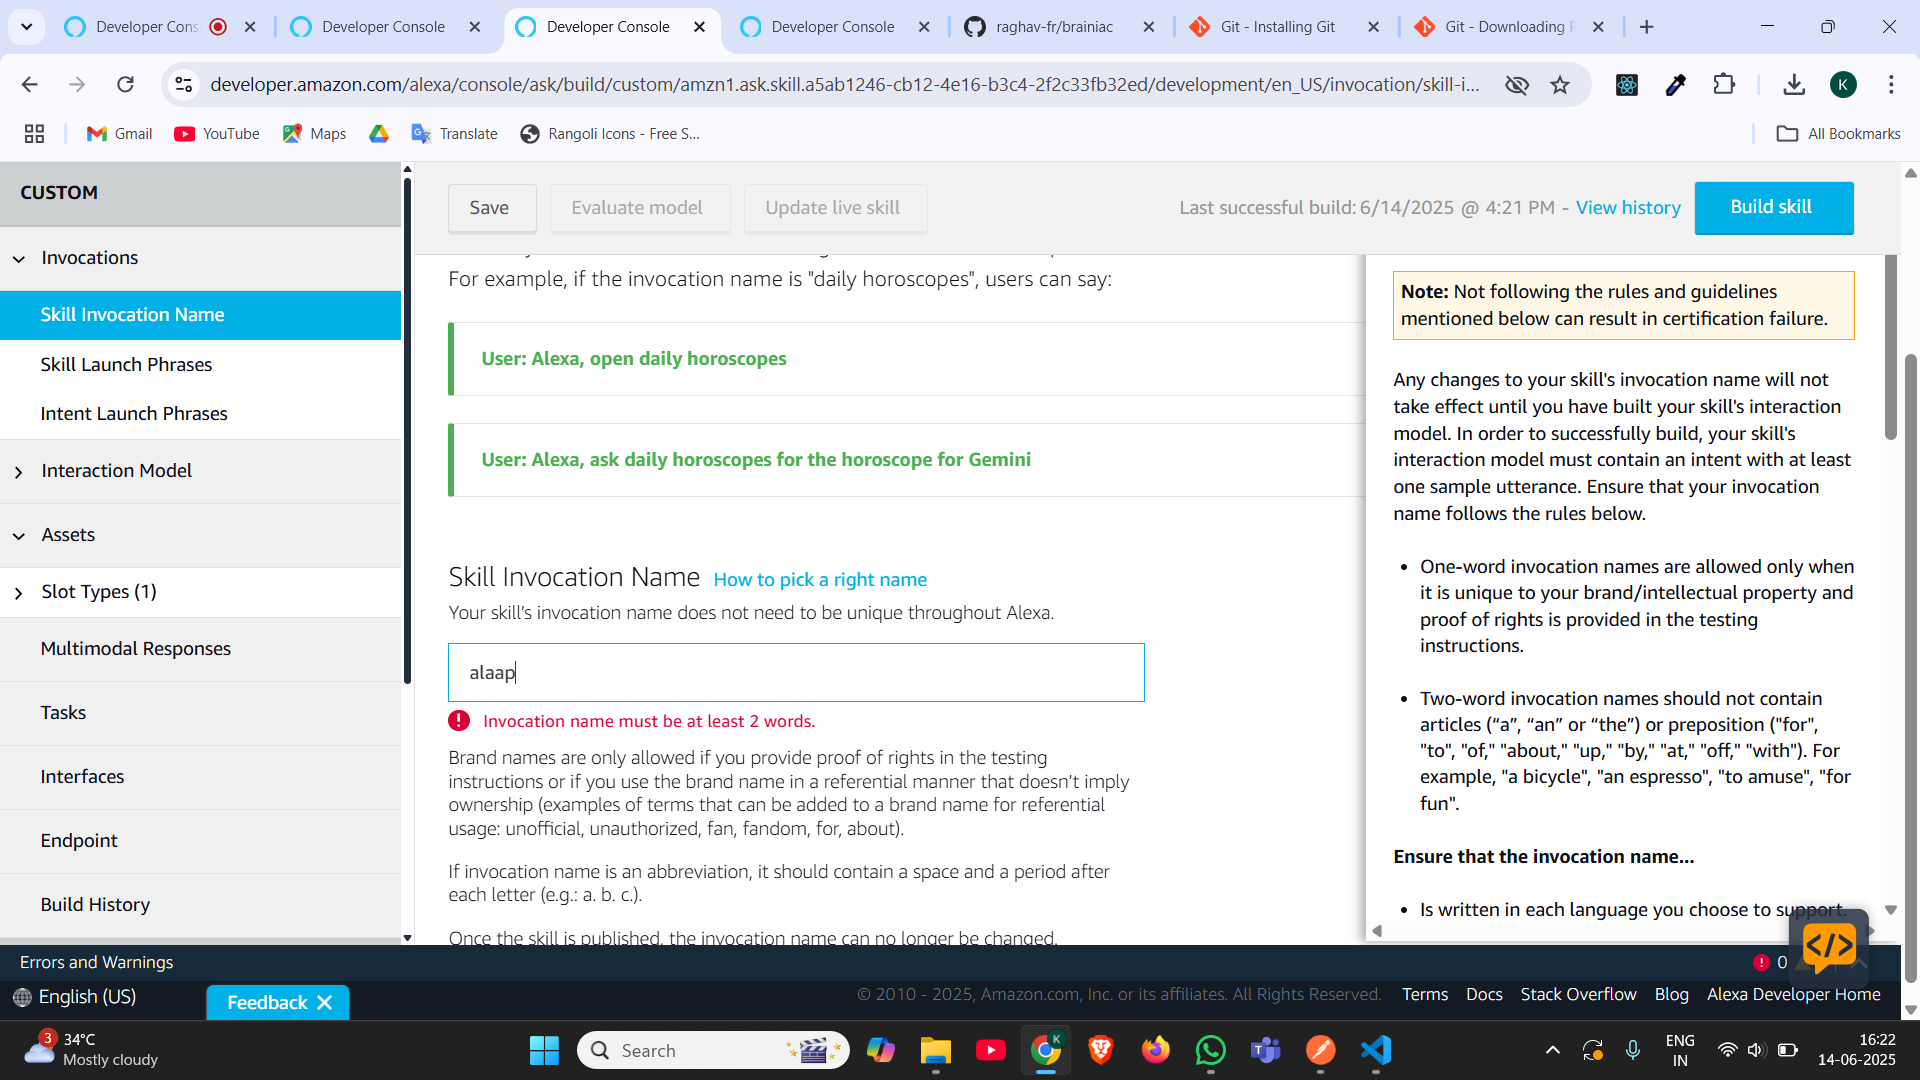 Developer Cons
Developer Console
Developer Console
Developer Console
raghav-fr/brainiac
Git - Installing Git
Git - Downloading P
developer.amazon.com/alexa/console/ask/build/custom/amzn1.ask.skill.a5ab1246-cb12-4e16-b3c4-2f2c33fb32ed/development/en_US/invocation/skill-i...
K
Gmail
YouTube
Maps
Translate
Rangoli Icons - Free S...
All Bookmarks
CUSTOM
Invocations
Skill Invocation Name
Skill Launch Phrases
Intent Launch Phrases
Interaction Model
Assets
Slot Types (1)
Multimodal Responses
Tasks
Interfaces
Endpoint
Build History
Save
Evaluate model
Update live skill
Last successful build: 6/14/2025 @ 4:21 PM - View history
Build skill
For example, if the invocation name is "daily horoscopes", users can say:
User: Alexa, open daily horoscopes
User: Alexa, ask daily horoscopes for the horoscope for Gemini
Skill Invocation Name How to pick a right name
Your skill's invocation name does not need to be unique throughout Alexa.
alaap
Invocation name must be at least 2 words.
Brand names are only allowed if you provide proof of rights in the testing
instructions or if you use the brand name in a referential manner that doesn't imply
ownership (examples of terms that can be added to a brand name for referential
usage: unofficial, unauthorized, fan, fandom, for, about).
If invocation name is an abbreviation, it should contain a space and a period after
each letter (e.g.: a. b. c.).
Once the skill is published, the invocation name can no longer be changed.
Note: Not following the rules and guidelines
mentioned below can result in certification failure.
Any changes to your skill's invocation name will not
take effect until you have built your skill's interaction
model. In order to successfully build, your skill's
interaction model must contain an intent with at least
one sample utterance. Ensure that your invocation
name follows the rules below.
• One-word invocation names are allowed only when
it is unique to your brand/intellectual property and
proof of rights is provided in the testing
instructions.
• Two-word invocation names should not contain
articles (“a”, “an” or “the”) or preposition ("for",
"to", "of," "about," "up," "by," "at," "off," "with"). For
example, "a bicycle", "an espresso", "to amuse", "for
fun".
Ensure that the invocation name...
• Is written in each language you choose to support.
Errors and Warnings
0
English (US)
Feedback
© 2010 - 2025, Amazon.com, Inc. or its affiliates. All Rights Reserved.
Terms
Docs
Stack Overflow
Blog
Alexa Developer Home
3
34°C
Mostly cloudy
Search
K
ENG
IN
16:22
14-06-2025